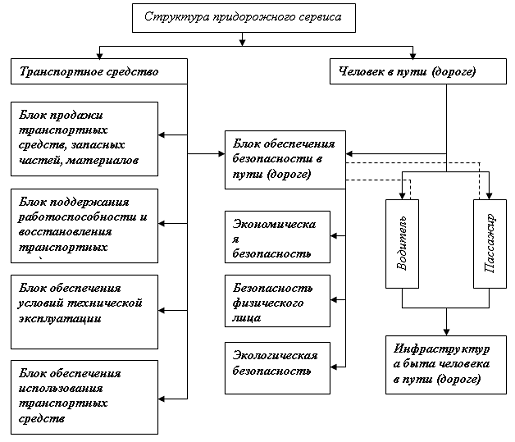 Структура придорожного сервиса
Транспортное средство
Человек в пути (дороге)
Блок продажи
транспортных
средств, запасных
частей, материалов
Блок поддержания
работоспособности и
восстановления
транспортных
Блок обеспечения
условий технической
эксплуатации
Блок обеспечения
использования
транспортных
средств
Блок обеспечения
безопасности в
пути (дороге)
Экономическа
я
безопасность
Безопасность
физического
лица
Экологическая
безопасность
Водитель
Пассажир
Инфраструктур
а быта человека
в пути (дороге)